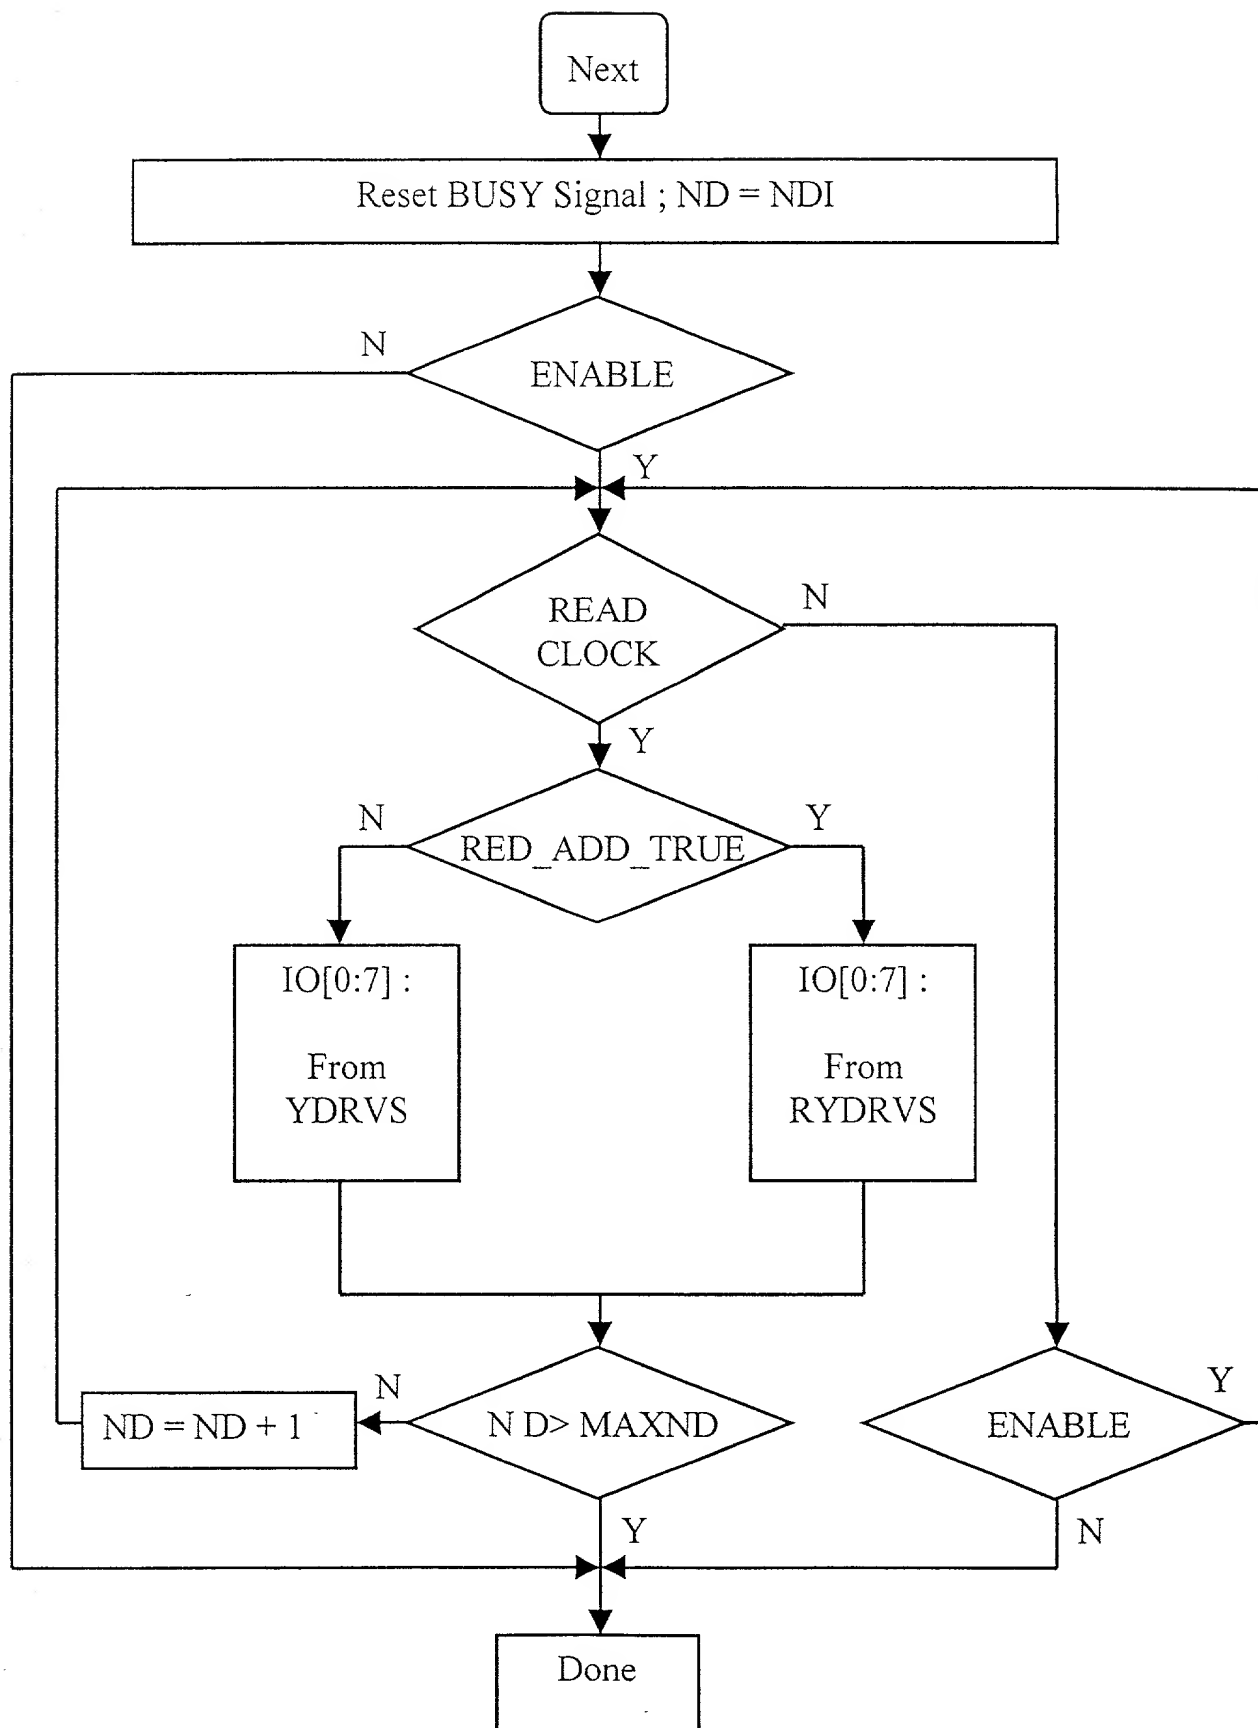 Next
Reset BUSY Signal ; ND = NDI
N
ENABLE
Y
READ
CLOCK
N
Y
N
RED_ADD_TRUE
Y
IO[0:7] :
From
YDRVS
IO[0:7] :
From
RYDRVS
ND = ND + 1
N
N D> MAXND
Y
ENABLE
Y
N
Done